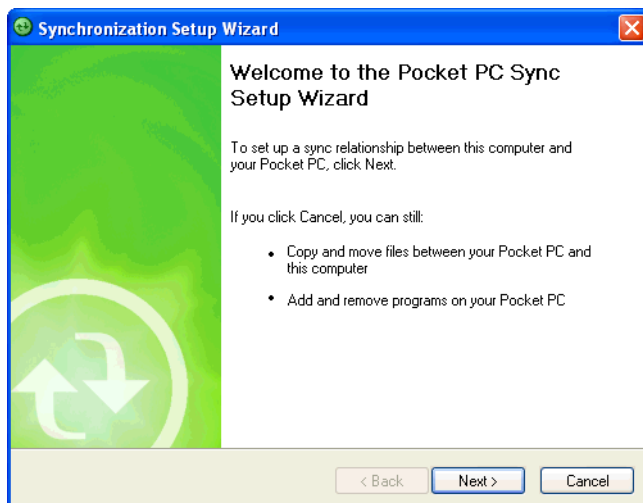 Synchronization Setup Wizard
Welcome to the Pocket PC Sync
Setup Wizard
To set up a sync relationship between this computer and
your Pocket PC, click Next.
If you click Cancel, you can still:
• Copy and move files between your Pocket PC and
this computer
• Add and remove programs on your Pocket PC
< Back
Next >
Cancel